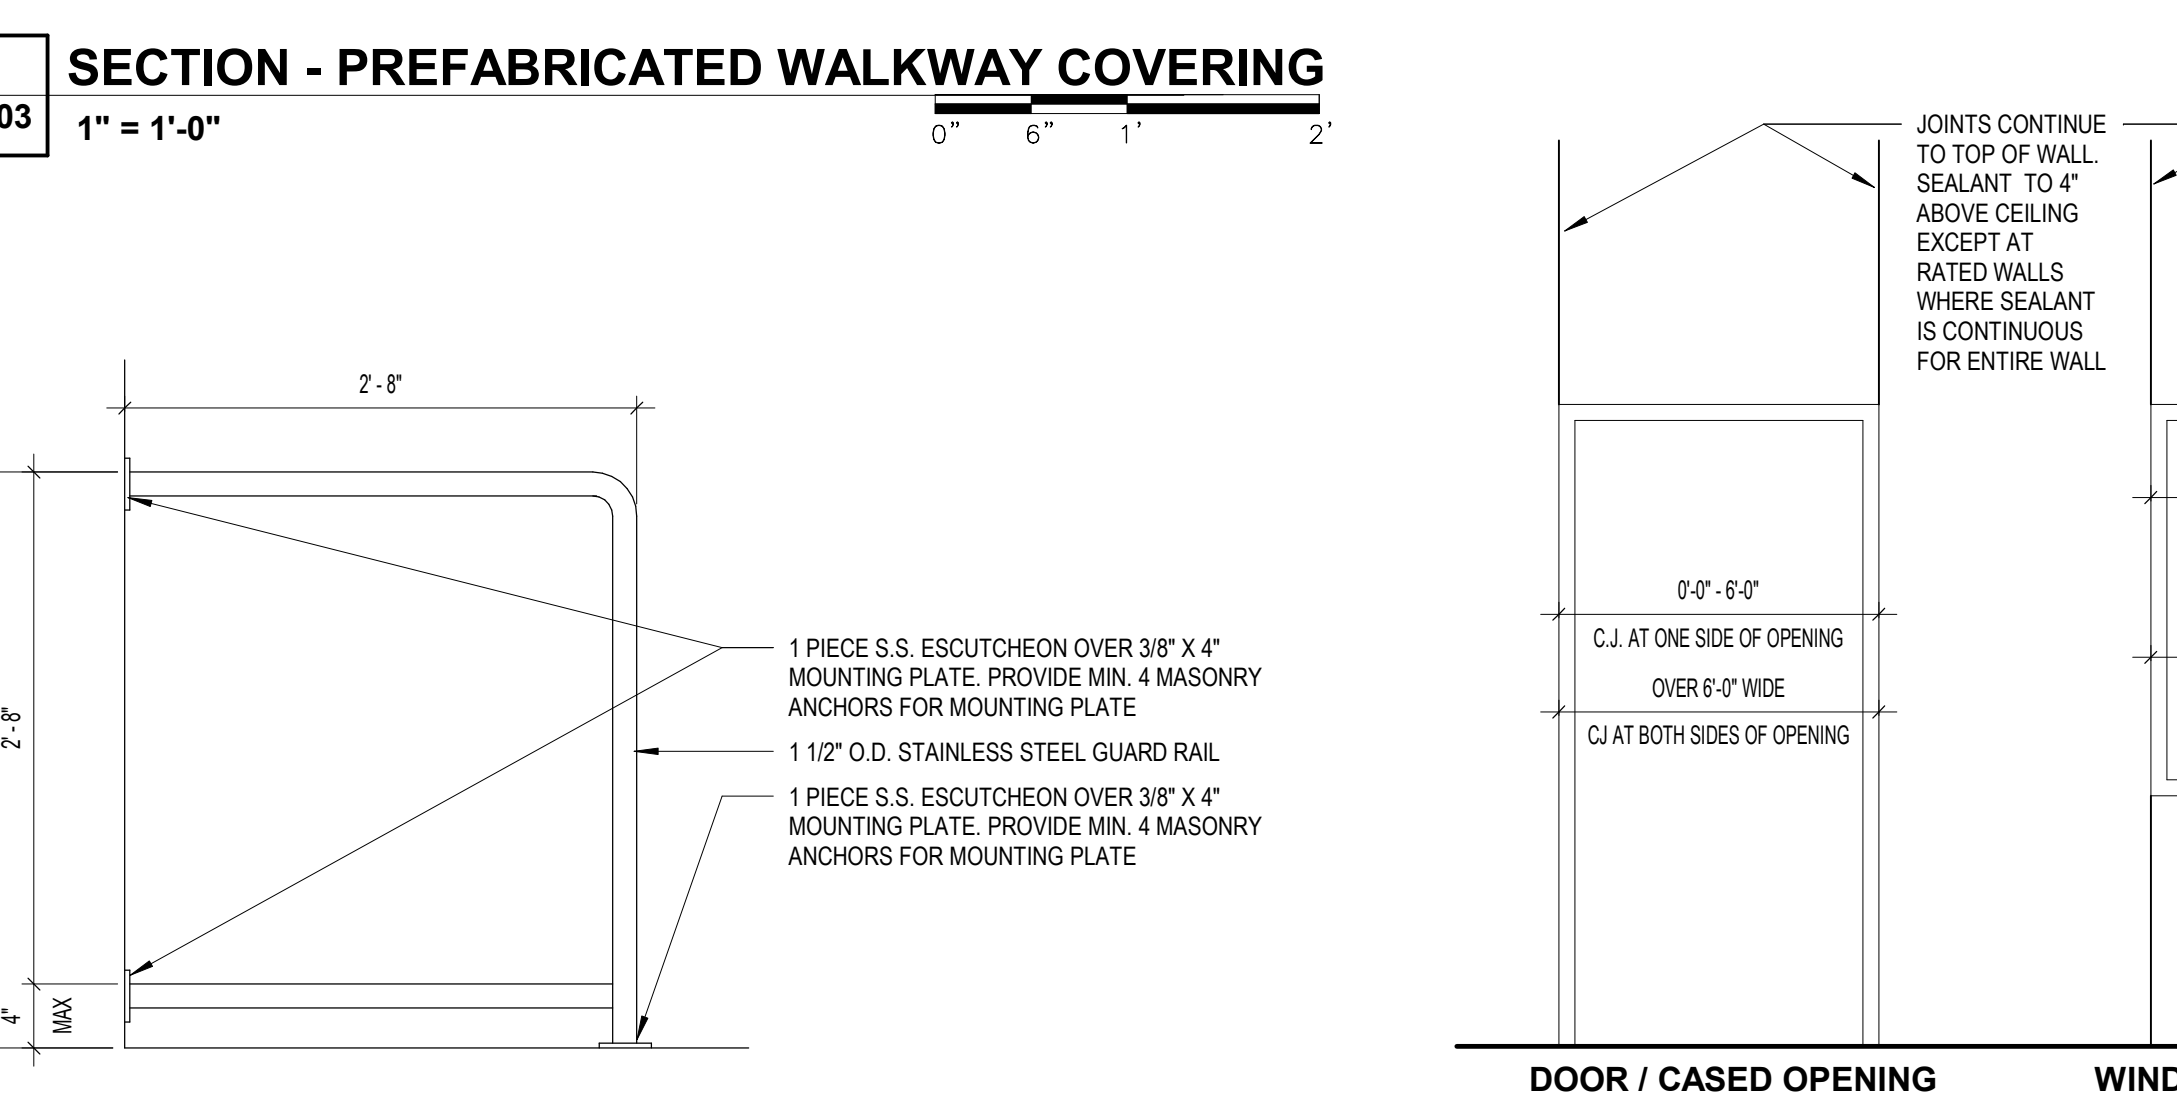 SECTION - PREFABRICATED WALKWAY COVERING
03
1" = 1'-0"
0”
6”
1’
2’
2' - 8"
2' - 8"
4"
MAX
1 PIECE S.S. ESCUTCHEON OVER 3/8" X 4"
MOUNTING PLATE. PROVIDE MIN. 4 MASONRY
ANCHORS FOR MOUNTING PLATE
1 1/2" O.D. STAINLESS STEEL GUARD RAIL
1 PIECE S.S. ESCUTCHEON OVER 3/8" X 4"
MOUNTING PLATE. PROVIDE MIN. 4 MASONRY
ANCHORS FOR MOUNTING PLATE
JOINTS CONTINUE
TO TOP OF WALL.
SEALANT TO 4"
ABOVE CEILING
EXCEPT AT
RATED WALLS
WHERE SEALANT
IS CONTINUOUS
FOR ENTIRE WALL
0'-0" - 6'-0"
C.J. AT ONE SIDE OF OPENING
OVER 6'-0" WIDE
CJ AT BOTH SIDES OF OPENING
DOOR / CASED OPENING
WIND